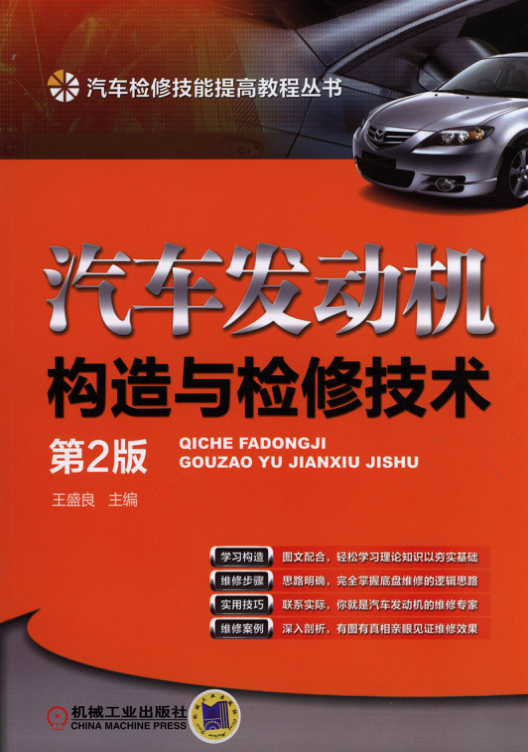 汽车检修技能提高教程丛书
汽车发动机
构造与检修技术
第2版
QICHE FADONGJI
GOUZAO YU JIANXIU JISHU
王盛良 主编
学习构造 图文配合，轻松学习理论知识以夯实基础
维修步骤 思路明确，完全掌握底盘维修的逻辑思路
实用技巧 联系实际，你就是汽车发动机的维修专家
维修案例 深入剖析，有图有真相亲眼见证维修效果
机械工业出版社
CHINA MACHINE PRESS